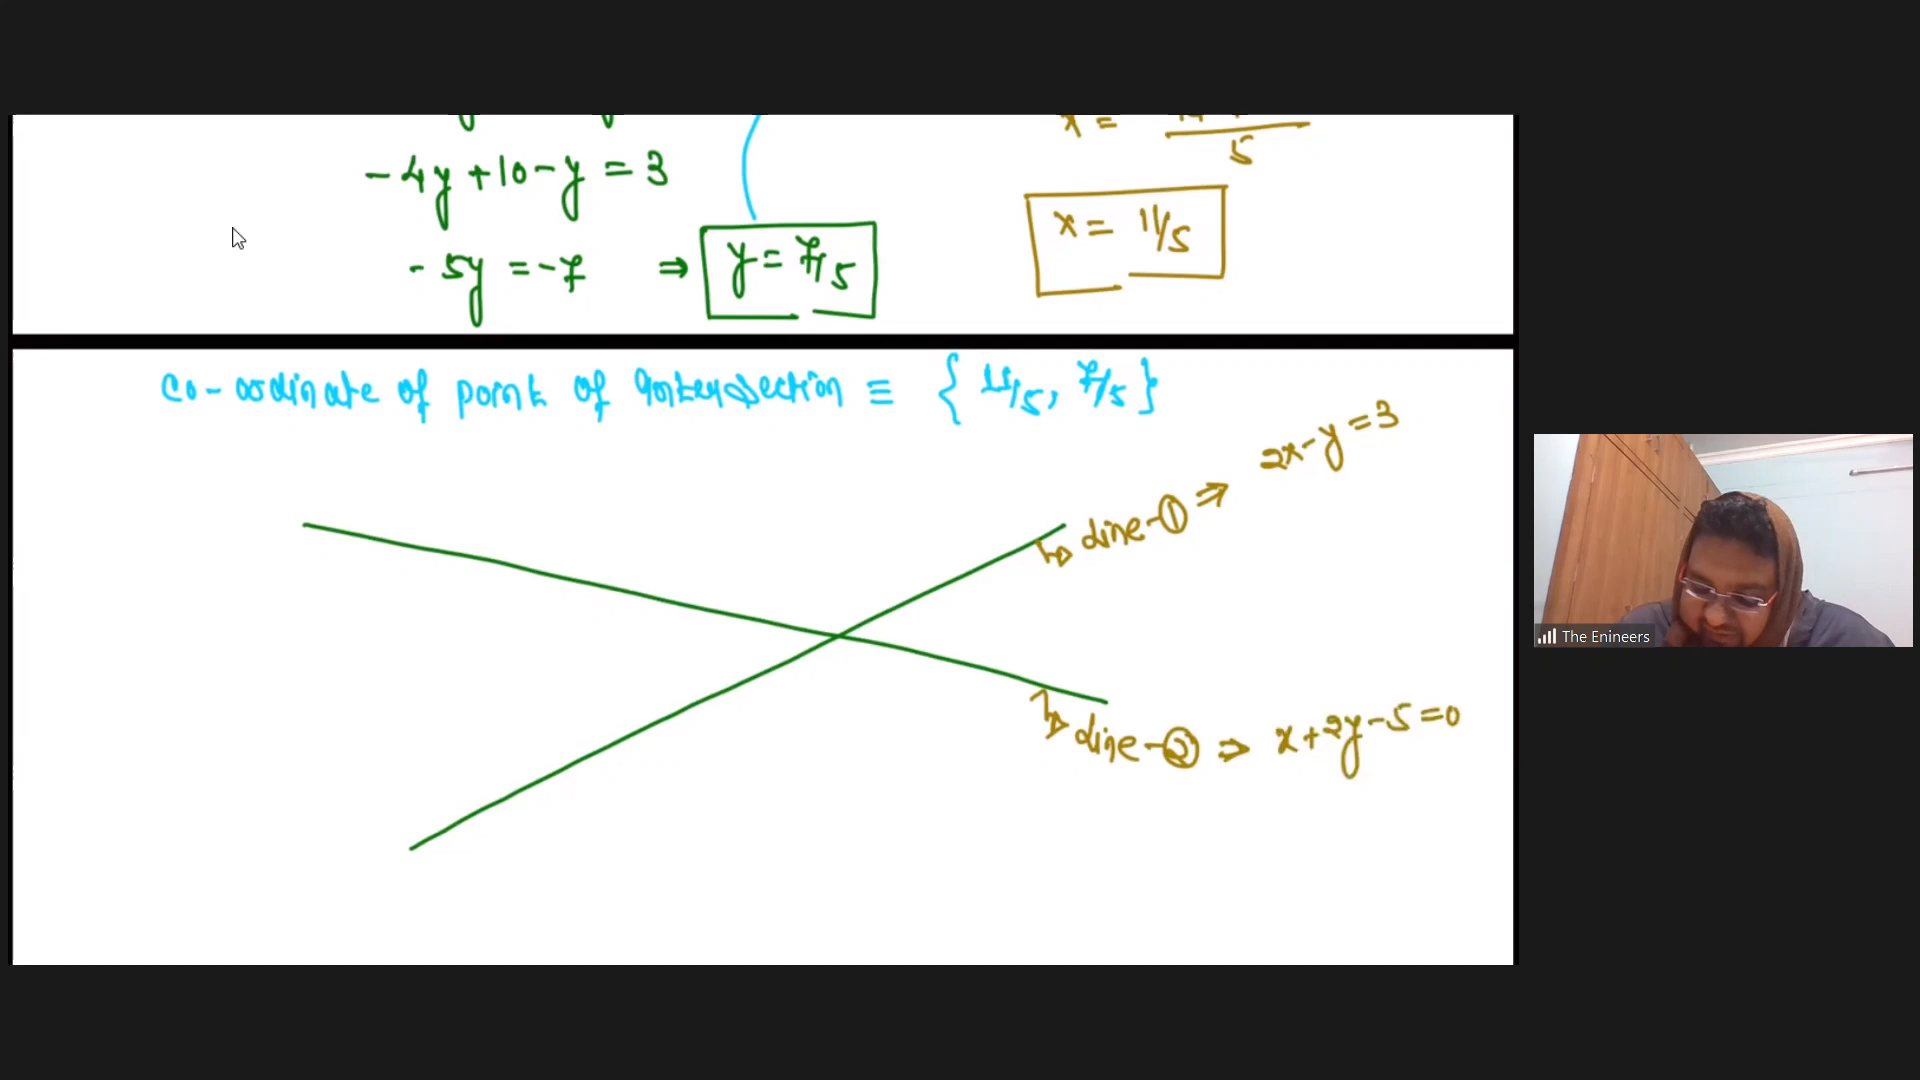 -4y+10-y = 3
x =
5
-5y = -7 ⇒ y = 7/5
x = 11/5
Co-ordinate of point of Intersection ≡ { 11/5, 7/5 }
line-① ⇒ 2x-y=3
line-② ⇒ x+2y-5=0
The Enineers